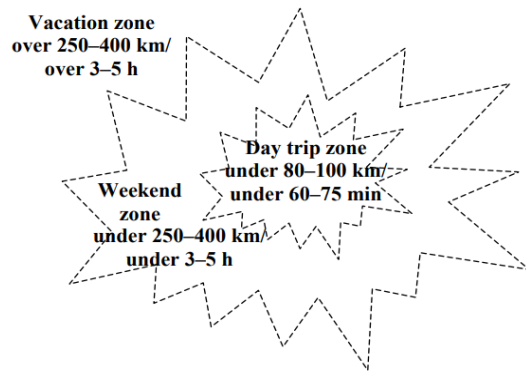 Vacation zone
over 250–400 km/
over 3–5 h
Day trip zone
under 80–100 km/
under 60–75 min
Weekend
zone
under 250–400 km/
under 3–5 h